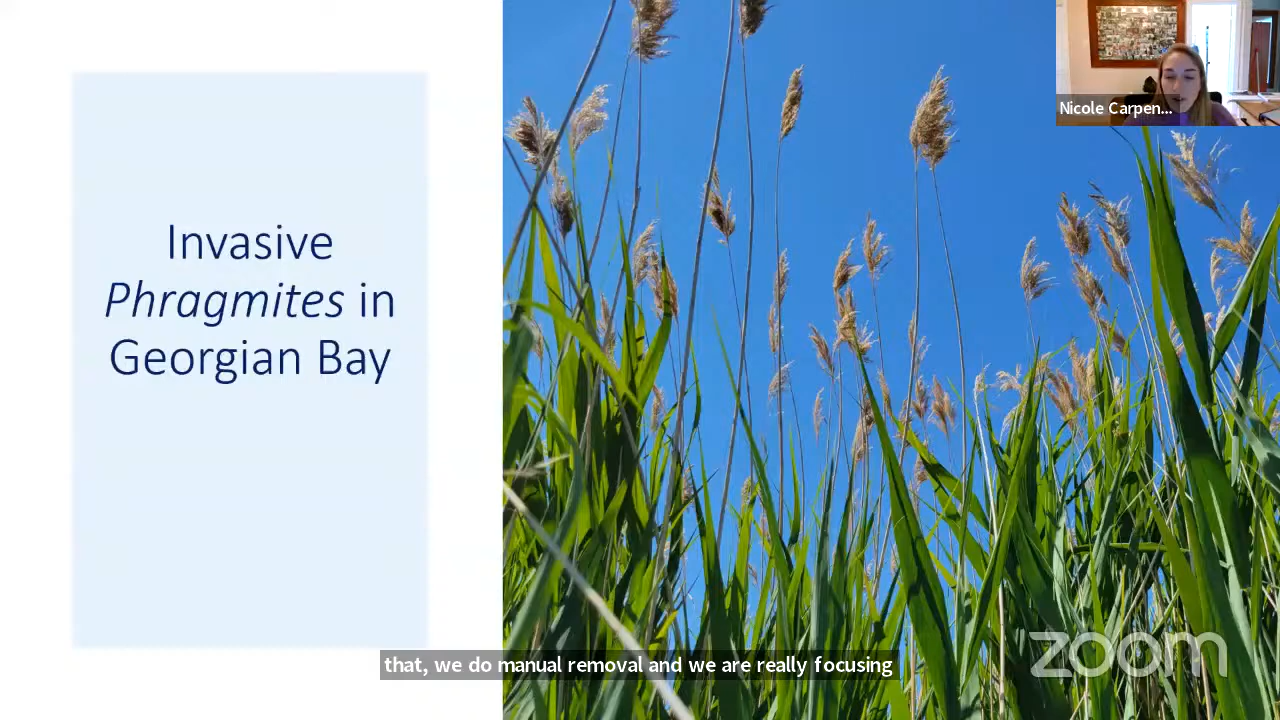 Invasive
Phragmites in
Georgian Bay
Nicole Carpen...
that, we do manual removal and we are really focusing
zoom